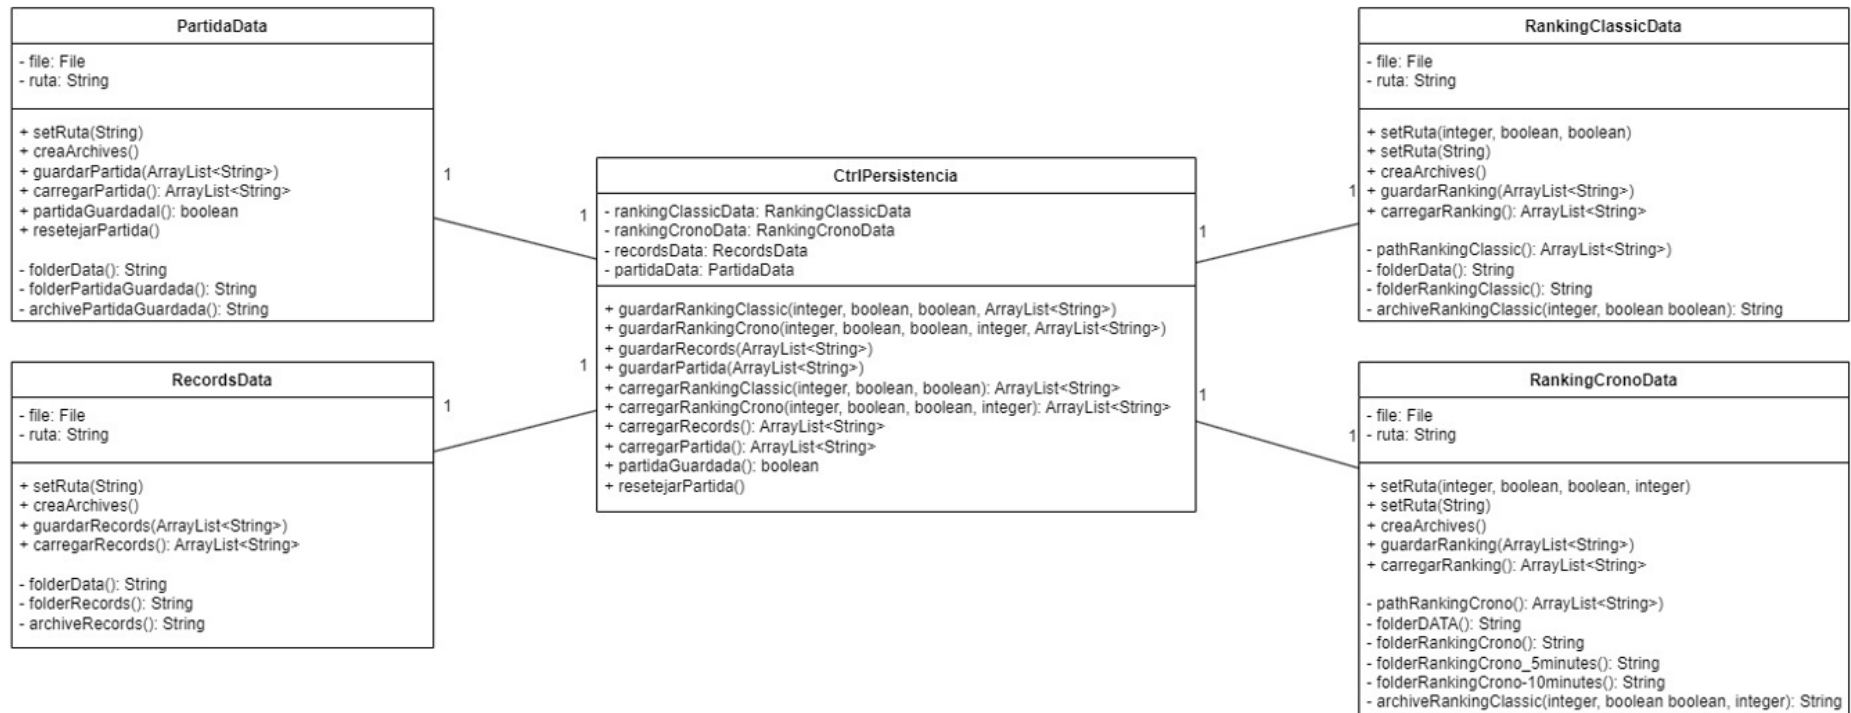 PartidaData
- file: File
- ruta: String
+ setRuta(String)
+ creaArchives()
+ guardarPartida(ArrayList<String>)
+ carregarPartida(): ArrayList<String>
+ partidaGuardadal(): boolean
+ resetejarPartida()
- folderData(): String
- folderPartidaGuardada(): String
- archivePartidaGuardada(): String
1
1
RecordsData
- file: File
- ruta: String
+ setRuta(String)
+ creaArchives()
+ guardarRecords(ArrayList<String>)
+ carregarRecords(): ArrayList<String>
- folderData(): String
- folderRecords(): String
- archiveRecords(): String
1
1
CtrlPersistencia
- rankingClassicData: RankingClassicData
- rankingCronoData: RankingCronoData
- recordsData: RecordsData
- partidaData: PartidaData
+ guardarRankingClassic(integer, boolean, boolean, ArrayList<String>)
+ guardarRankingCrono(integer, boolean, boolean, integer, ArrayList<String>)
+ guardarRecords(ArrayList<String>)
+ guardarPartida(ArrayList<String>)
+ carregarRankingClassic(integer, boolean, boolean): ArrayList<String>
+ carregarRankingCrono(integer, boolean, boolean, integer): ArrayList<String>
+ carregarRecords(): ArrayList<String>
+ carregarPartida(): ArrayList<String>
+ partidaGuardada(): boolean
+ resetejarPartida()
1
1
RankingClassicData
- file: File
- ruta: String
+ setRuta(integer, boolean, boolean)
+ setRuta(String)
+ creaArchives()
+ guardarRanking(ArrayList<String>)
+ carregarRanking(): ArrayList<String>
- pathRankingClassic(): ArrayList<String>)
- folderData(): String
- folderRankingClassic(): String
- archiveRankingClassic(integer, boolean boolean): String
1
1
RankingCronoData
- file: File
- ruta: String
+ setRuta(integer, boolean, boolean, integer)
+ setRuta(String)
+ creaArchives()
+ guardarRanking(ArrayList<String>)
+ carregarRanking(): ArrayList<String>
- pathRankingCrono(): ArrayList<String>)
- folderDATA(): String
- folderRankingCrono(): String
- folderRankingCrono_5minutes(): String
- folderRankingCrono-10minutes(): String
- archiveRankingClassic(integer, boolean boolean, integer): String